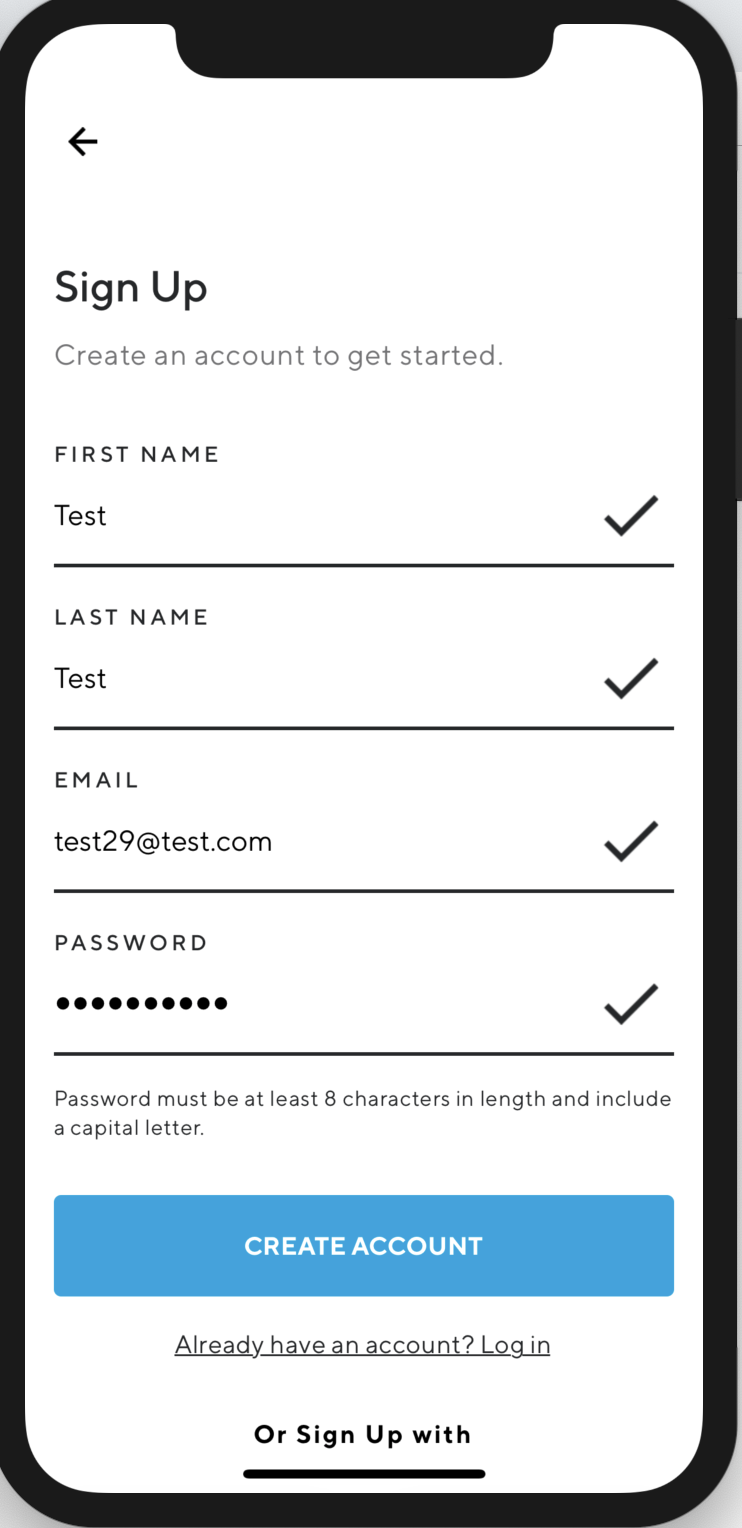 Sign Up
Create an account to get started.
FIRST NAME
Test
LAST NAME
Test
EMAIL
test29@test.com
PASSWORD
••••••••••
Password must be at least 8 characters in length and include
a capital letter.
CREATE ACCOUNT
Already have an account? Log in
Or Sign Up with